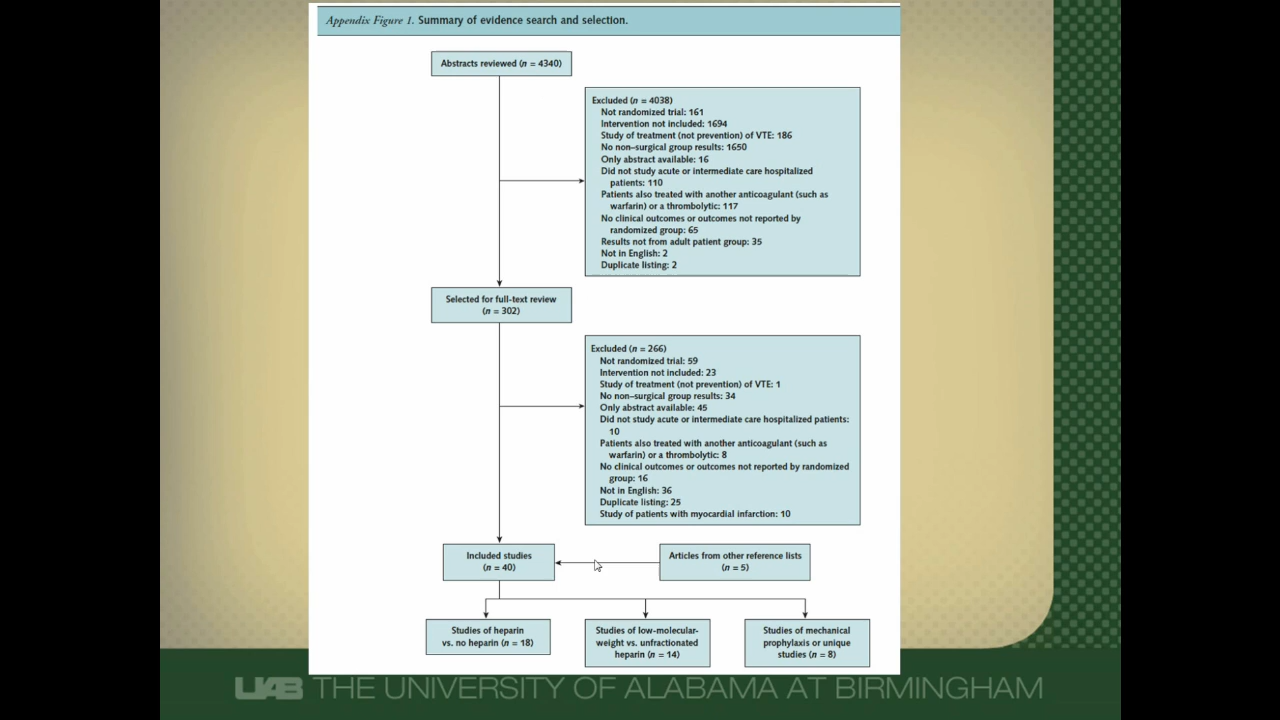 Appendix Figure 1. Summary of evidence search and selection.
Abstracts reviewed (n = 4340)
Excluded (n = 4038)
Not randomized trial: 161
Intervention not included: 1694
Study of treatment (not prevention) of VTE: 186
No non–surgical group results: 1650
Only abstract available: 16
Did not study acute or intermediate care hospitalized
patients: 110
Patients also treated with another anticoagulant (such as
warfarin) or a thrombolytic: 117
No clinical outcomes or outcomes not reported by
randomized group: 65
Results not from adult patient group: 35
Not in English: 2
Duplicate listing: 2
Selected for full-text review
(n = 302)
Excluded (n = 266)
Not randomized trial: 59
Intervention not included: 23
Study of treatment (not prevention) of VTE: 1
No non–surgical group results: 34
Only abstract available: 45
Did not study acute or intermediate care hospitalized patients:
10
Patients also treated with another anticoagulant (such as
warfarin) or a thrombolytic: 8
No clinical outcomes or outcomes not reported by randomized
group: 16
Not in English: 36
Duplicate listing: 25
Study of patients with myocardial infarction: 10
Included studies
(n = 40)
Articles from other reference lists
(n = 5)
Studies of heparin
vs. no heparin (n = 18)
Studies of low-molecular-
weight vs. unfractionated
heparin (n = 14)
Studies of mechanical
prophylaxis or unique
studies (n = 8)
UAB THE UNIVERSITY OF ALABAMA AT BIRMINGHAM